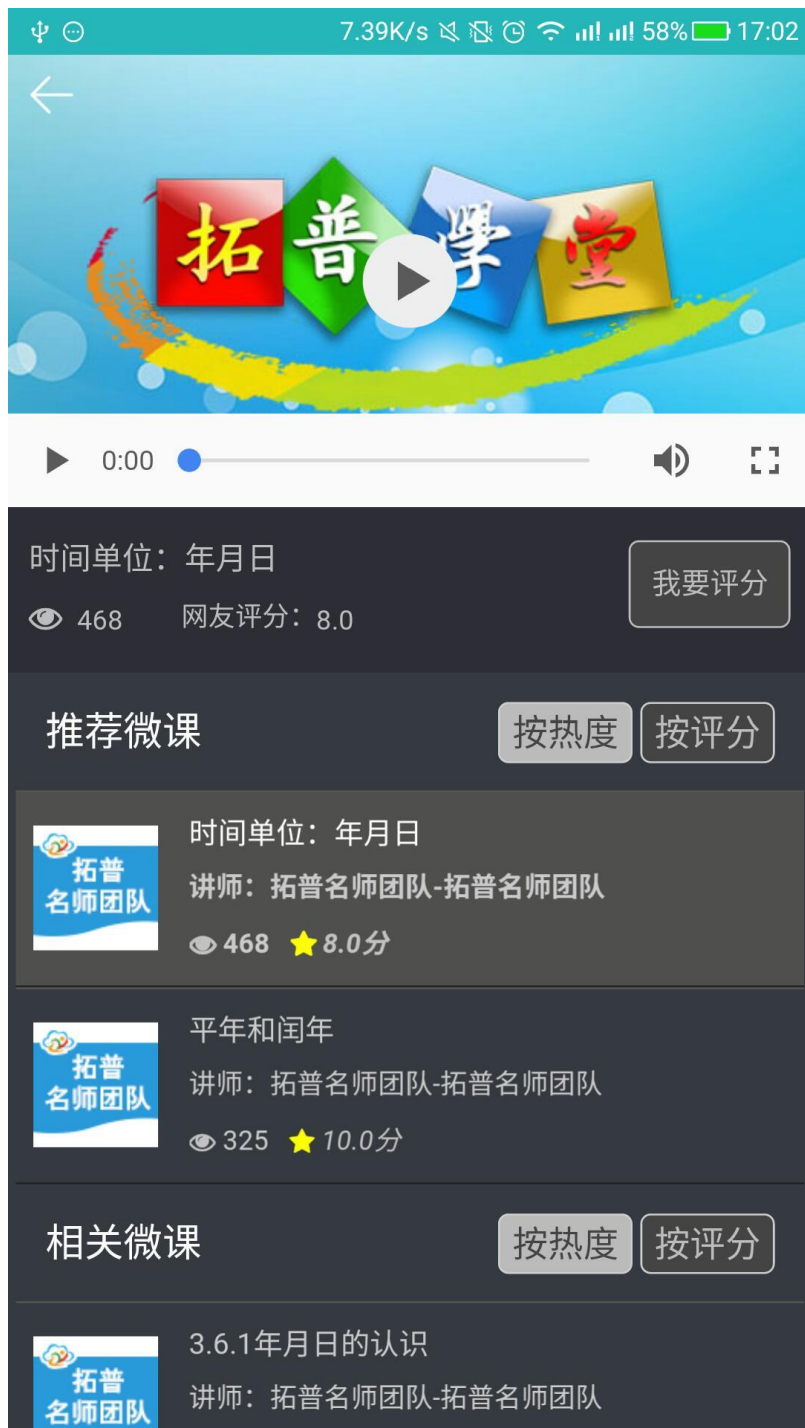 7.39K/s 58% 17:02
拓普學堂
0:00
时间单位：年月日
我要评分
468 网友评分：8.0
推荐微课 按热度 按评分
拓普
名师团队
时间单位：年月日
讲师：拓普名师团队-拓普名师团队
468 8.0分
拓普
名师团队
平年和闰年
讲师：拓普名师团队-拓普名师团队
325 10.0分
相关微课 按热度 按评分
拓普
名师团队
3.6.1年月日的认识
讲师：拓普名师团队-拓普名师团队